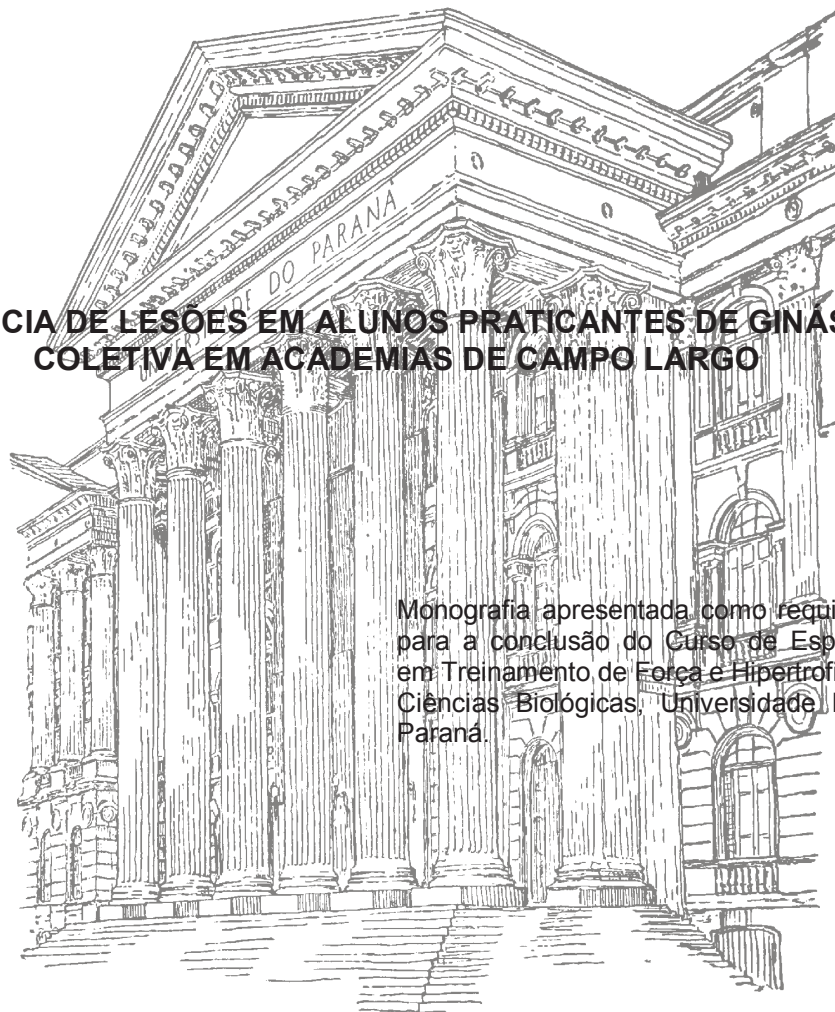 DO PARANÁ
CIA DE LESÕES EM ALUNOS PRATICANTES DE GINÁS
COLETIVA EM ACADEMIAS DE CAMPO LARGO
Monografia apresentada como requi
para a conclusão do Curso de Esp
em Treinamento de Força e Hipertrofi
Ciências Biológicas, Universidade
Paraná.